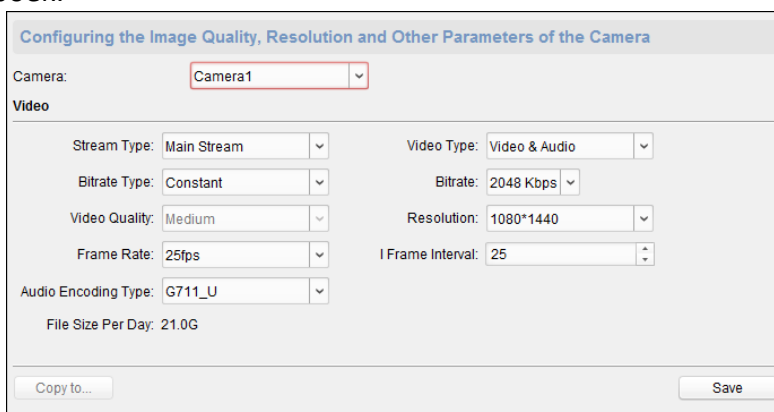 Configuring the Image Quality, Resolution and Other Parameters of the Camera
Camera: Camera1
Video
Stream Type: Main Stream Video Type: Video & Audio
Bitrate Type: Constant Bitrate: 2048 Kbps
Video Quality: Medium Resolution: 1080*1440
Frame Rate: 25fps I Frame Interval: 25
Audio Encoding Type: G711_U
File Size Per Day: 21.0G
Copy to... Save